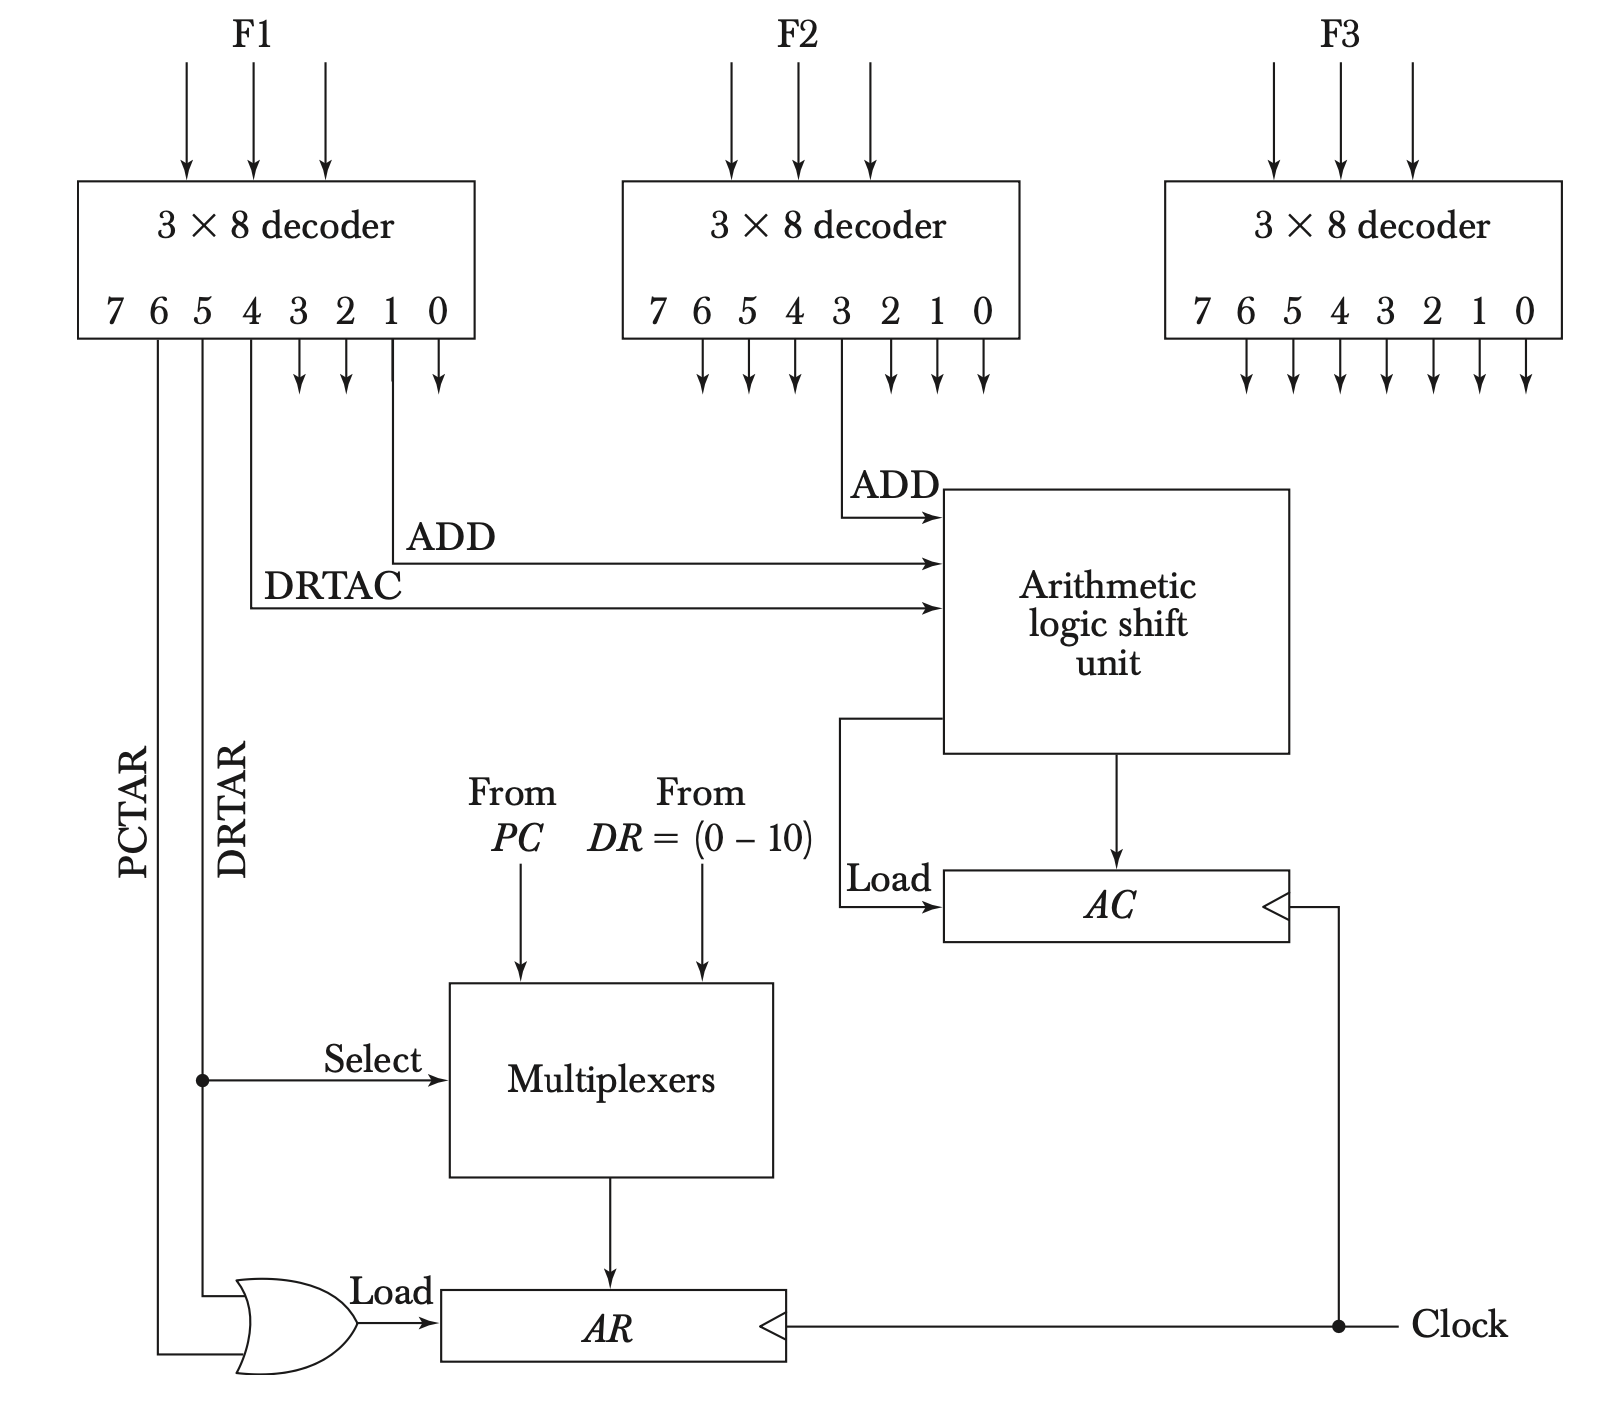 F1
F2
F3
3 × 8 decoder
3 × 8 decoder
3 × 8 decoder
7 6 5 4 3 2 1 0
7 6 5 4 3 2 1 0
7 6 5 4 3 2 1 0
ADD
ADD
DRTAC
Arithmetic
logic shift
unit
PCTAR
DRTAR
From
PC
From
DR = (0 – 10)
Load
AC
Select
Multiplexers
Load
AR
Clock